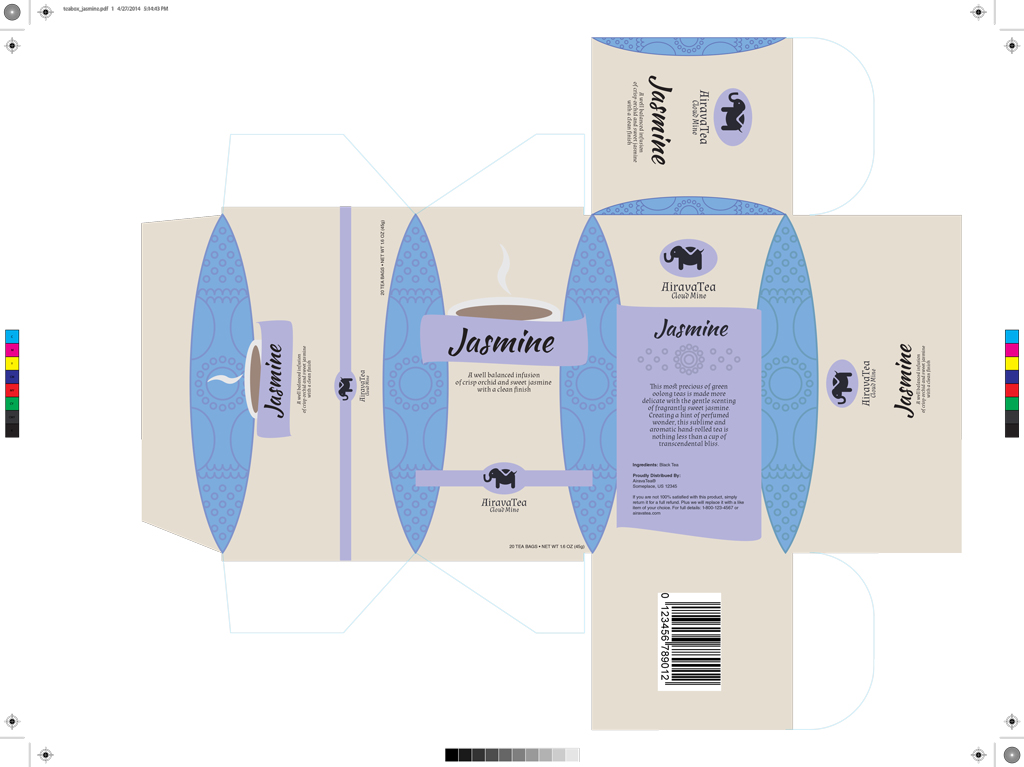 teabox_jasmine.pdf 1 4/27/2014 5:04:43 PM
Jasmine
A well balanced infusion
of crisp orchid and sweet jasmine
with a clean finish
AiravaTea
Cloud Mine
Jasmine
A well balanced infusion
of crisp orchid and sweet jasmine
with a clean finish
AiravaTea
Cloud Mine
20 TEA BAGS • NET WT 1.6 OZ (45g)
Jasmine
A well balanced infusion
of crisp orchid and sweet jasmine
with a clean finish
AiravaTea
Cloud Mine
20 TEA BAGS • NET WT 1.6 OZ (45g)
AiravaTea
Cloud Mine
Jasmine
This most precious of green
oolong teas is made more
delicate with the gentle scenting
of fragrantly sweet jasmine.
Creating a hint of perfumed
wonder, this sublime and
aromatic hand-rolled tea is
nothing less than a cup of
transcendental bliss.
Ingredients: Black Tea
Proudly Distributed By:
AiravaTea®
Someplace, US 12345
If you are not 100% satisfied with this product, simply
return it for a full refund. Plus we will replace it with a like
item of your choice. For full details: 1-800-123-4567 or
airavatea.com
AiravaTea
Cloud Mine
Jasmine
A well balanced infusion
of crisp orchid and sweet jasmine
with a clean finish
0 123456 789012